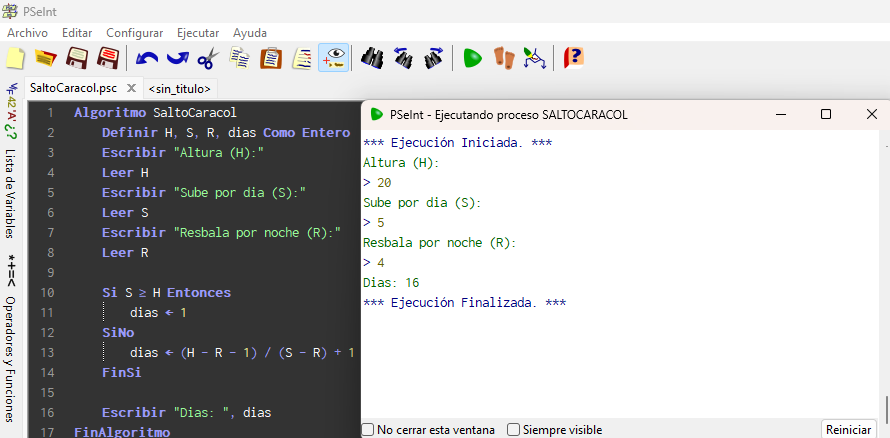 PSeInt
Archivo Editar Configurar Ejecutar Ayuda
SaltoCaracol.psc <sin_titulo>
Lista de Variables
*+=<
Operadores y Funciones
1 Algoritmo SaltoCaracol
2 Definir H, S, R, dias Como Entero
3 Escribir "Altura (H):"
4 Leer H
5 Escribir "Sube por dia (S):"
6 Leer S
7 Escribir "Resbala por noche (R):"
8 Leer R
9
10 Si S ≥ H Entonces
11 dias ← 1
12 SiNo
13 dias ← (H - R - 1) / (S - R) + 1
14 FinSi
15
16 Escribir "Dias: ", dias
17 FinAlgoritmo
PSeInt - Ejecutando proceso SALTOCARACOL
*** Ejecución Iniciada. ***
Altura (H):
> 20
Sube por dia (S):
> 5
Resbala por noche (R):
> 4
Dias: 16
*** Ejecución Finalizada. ***
No cerrar esta ventana Siempre visible Reiniciar